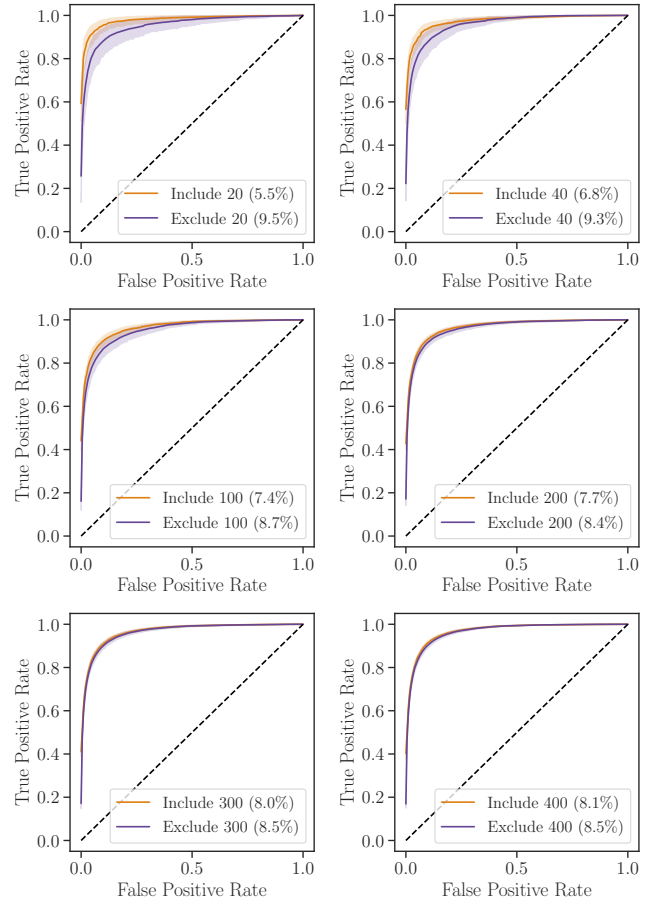 True Positive Rate
1.0
0.8
0.6
0.4
0.2
0.0
Include 20 (5.5%)
Exclude 20 (9.5%)
0.0 0.5 1.0
False Positive Rate
True Positive Rate
1.0
0.8
0.6
0.4
0.2
0.0
Include 40 (6.8%)
Exclude 40 (9.3%)
0.0 0.5 1.0
False Positive Rate
True Positive Rate
1.0
0.8
0.6
0.4
0.2
0.0
Include 100 (7.4%)
Exclude 100 (8.7%)
0.0 0.5 1.0
False Positive Rate
True Positive Rate
1.0
0.8
0.6
0.4
0.2
0.0
Include 200 (7.7%)
Exclude 200 (8.4%)
0.0 0.5 1.0
False Positive Rate
True Positive Rate
1.0
0.8
0.6
0.4
0.2
0.0
Include 300 (8.0%)
Exclude 300 (8.5%)
0.0 0.5 1.0
False Positive Rate
True Positive Rate
1.0
0.8
0.6
0.4
0.2
0.0
Include 400 (8.1%)
Exclude 400 (8.5%)
0.0 0.5 1.0
False Positive Rate